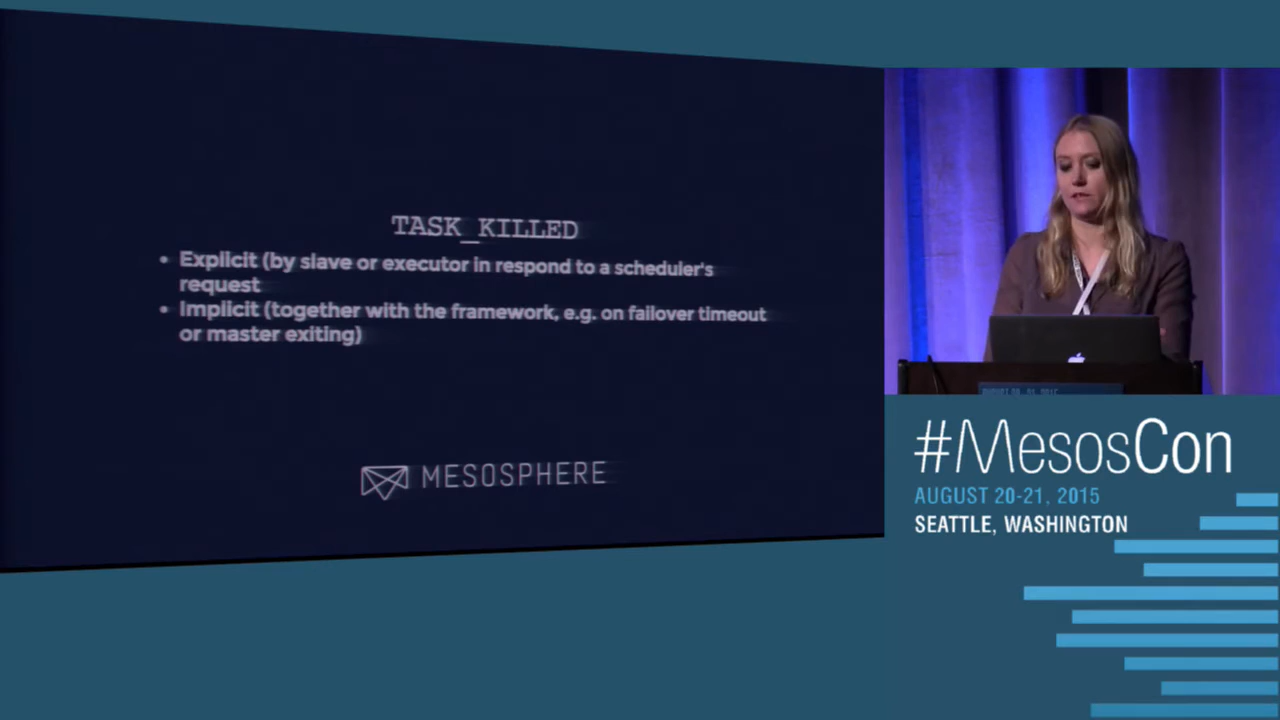 TASK_KILLED
• Explicit (by slave or executor in respond to a scheduler's
request
• Implicit (together with the framework, e.g. on failover timeout
or master exiting)
MESOSPHERE
#MesosCon
AUGUST 20-21, 2015
SEATTLE, WASHINGTON